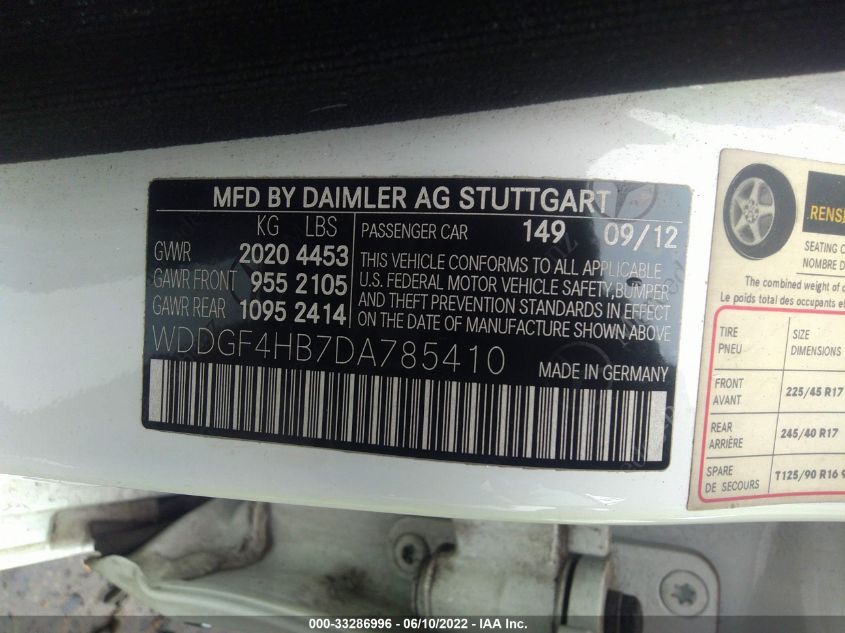 MFD BY DAIMLER AG STUTTGART
KG LBS
GVWR 2020 4453
GAWR FRONT 955 2105
GAWR REAR 1095 2414
PASSENGER CAR 149 09/12
THIS VEHICLE CONFORMS TO ALL APPLICABLE
U.S. FEDERAL MOTOR VEHICLE SAFETY,BUMPER
AND THEFT PREVENTION STANDARDS IN EFFECT
ON THE DATE OF MANUFACTURE SHOWN ABOVE
WDDGF4HB7DA785410
MADE IN GERMANY
SEATING
NOMBRE
The combined weight of
Le poids total des occupants et
TIRE SIZE
PNEU DIMENSIONS
FRONT
AVANT
225/45 R17
REAR
ARRIÈRE
245/40 R17
SPARE
DE SECOURS
T125/90 R16
000-33286996 - 06/10/2022 - IAA Inc.